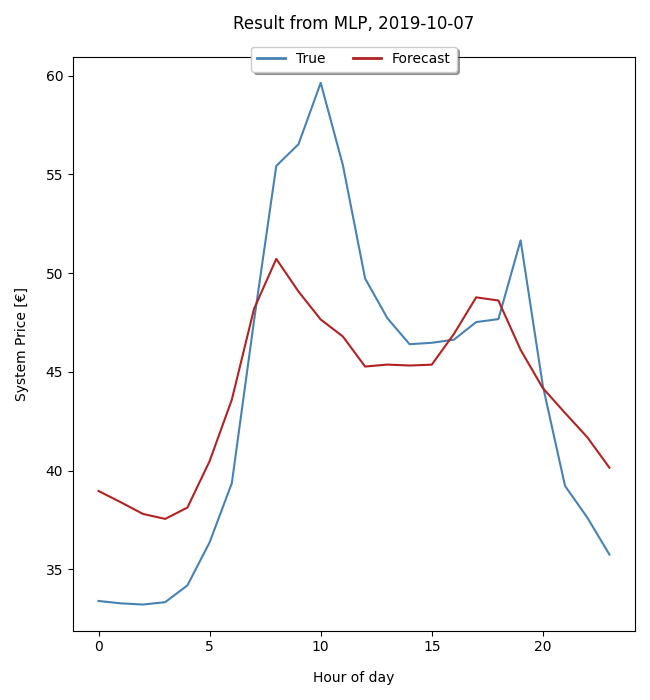 Result from MLP, 2019-10-07
True
Forecast
60
55
50
45
40
35
System Price [€]
0 5 10 15 20
Hour of day